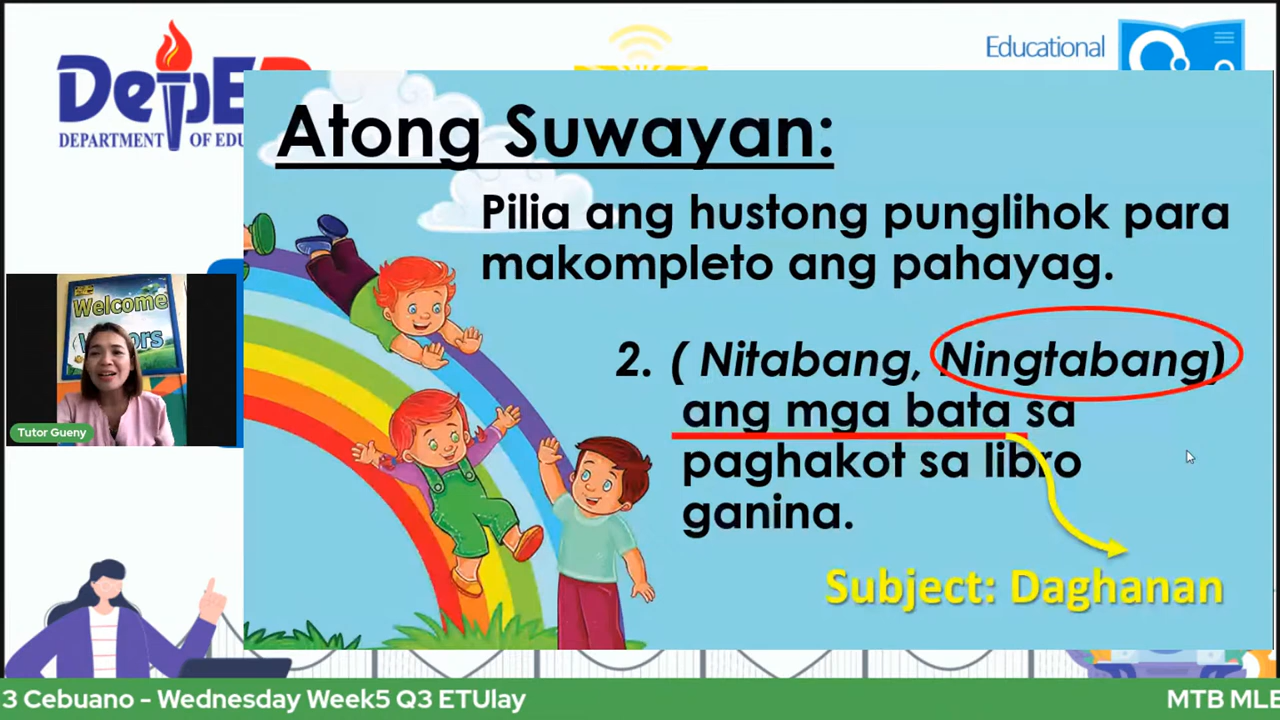 DepED
DEPARTMENT OF EDU
Educational
Atong Suwayan:
Pilia ang hustong punglihok para
makompleto ang pahayag.
2. ( Nitabang, Ningtabang)
ang mga bata sa
paghakot sa libro
ganina.
Subject: Daghanan
Welcome
Tutor Gueny
3 Cebuano - Wednesday Week5 Q3 ETUlay
MTB MLE